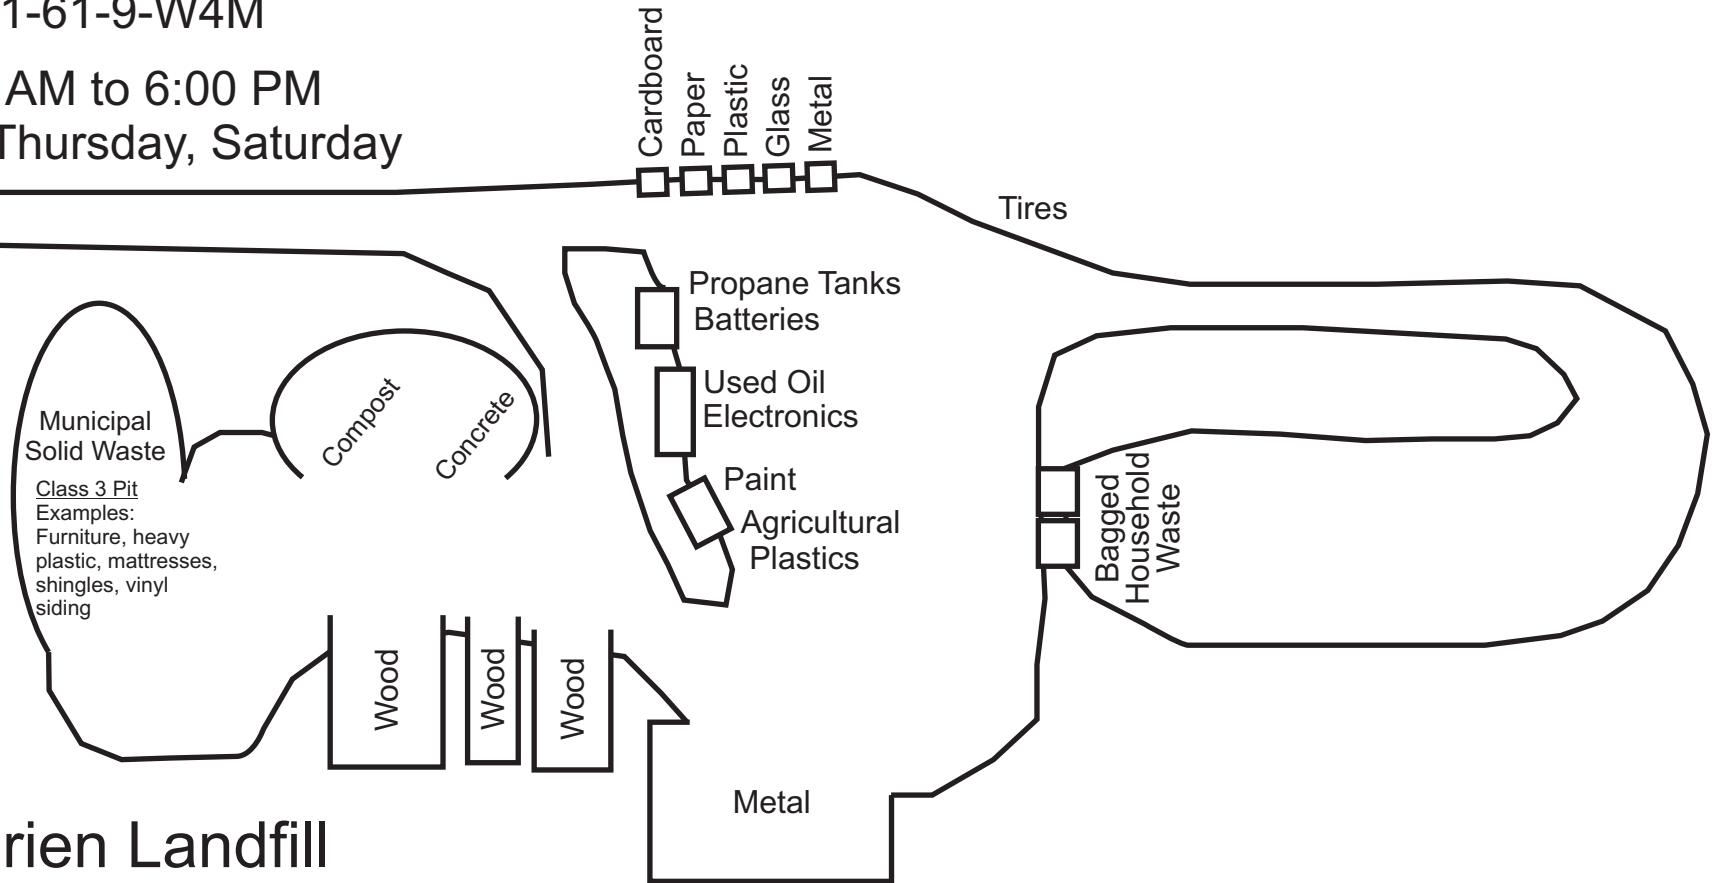 1-61-9-W4M
AM to 6:00 PM
Thursday, Saturday
Cardboard
Paper
Plastic
Glass
Metal
Tires
Propane Tanks
Batteries
Used Oil
Electronics
Paint
Agricultural
Plastics
Municipal
Solid Waste
Class 3 Pit
Examples:
Furniture, heavy
plastic, mattresses,
shingles, vinyl
siding
Compost
Concrete
Bagged
Household
Waste
Wood
Wood
Wood
Metal
rien Landfill